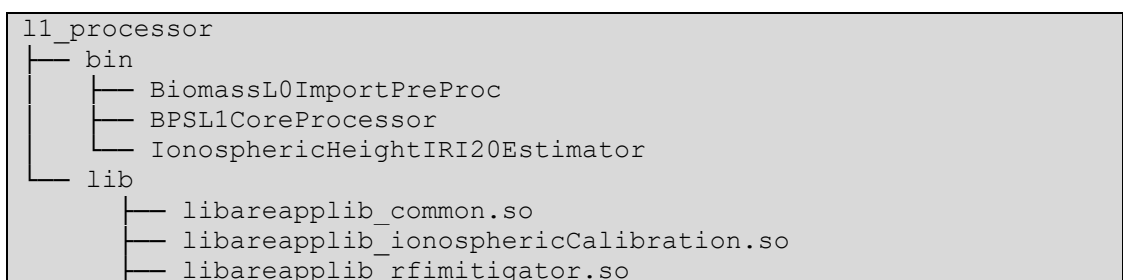 l1_processor
├── bin
│   ├── BiomassL0ImportPreProc
│   ├── BPSL1CoreProcessor
│   └── IonosphericHeightIRI20Estimator
└── lib
    ├── libareapplib_common.so
    ├── libareapplib_ionosphericCalibration.so
    ├── libareapplib_rfimitigator.so